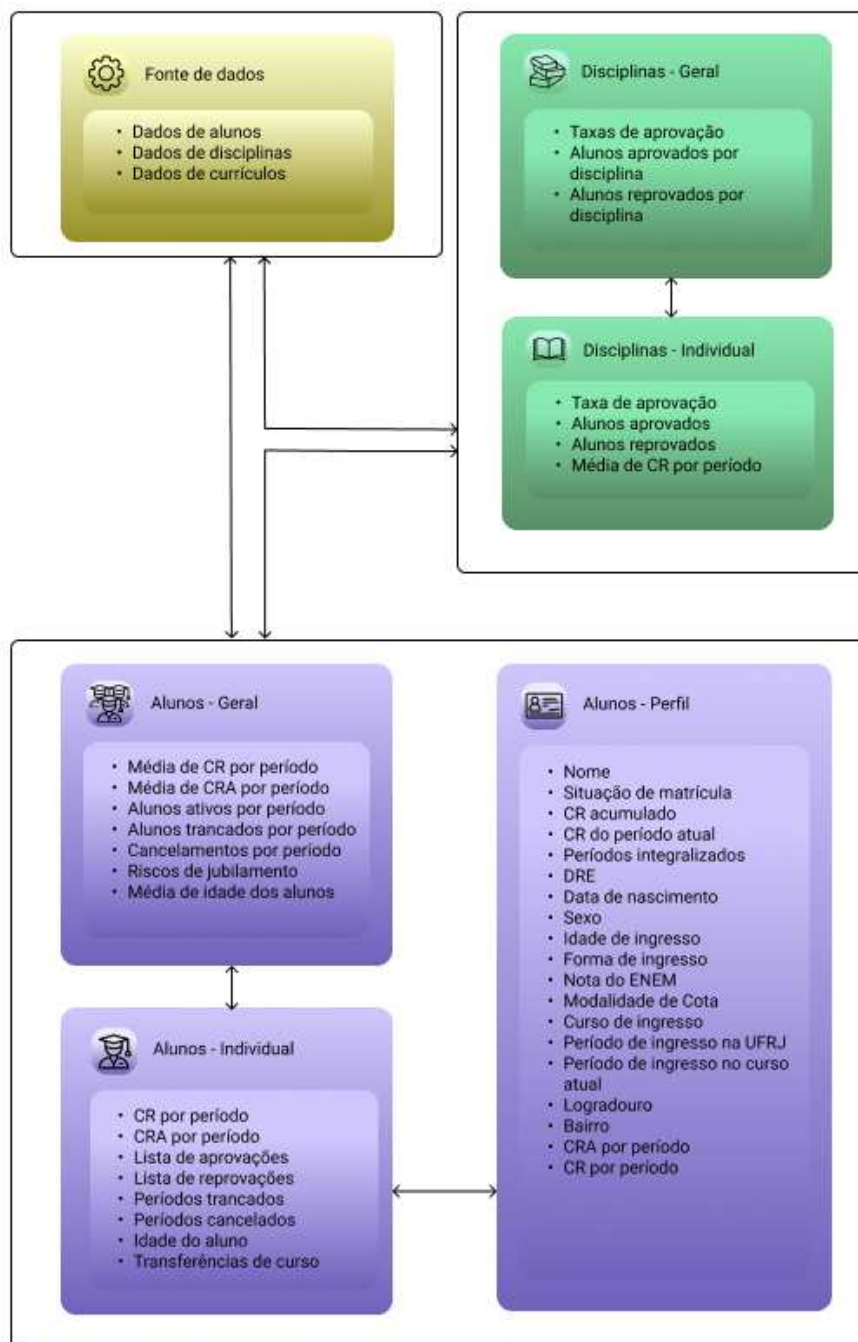 Fonte de dados
• Dados de alunos
• Dados de disciplinas
• Dados de currículos
Disciplinas - Geral
• Taxas de aprovação
• Alunos aprovados por
disciplina
• Alunos reprovados por
disciplina
Disciplinas - Individual
• Taxa de aprovação
• Alunos aprovados
• Alunos reprovados
• Média de CR por período
Alunos - Geral
• Média de CR por período
• Média de CRA por período
• Alunos ativos por período
• Alunos trancados por período
• Cancelamentos por período
• Riscos de jubilamento
• Média de idade dos alunos
Alunos - Individual
• CR por período
• CRA por período
• Lista de aprovações
• Lista de reprovações
• Períodos trancados
• Períodos cancelados
• Idade do aluno
• Transferências de curso
Alunos - Perfil
• Nome
• Situação de matrícula
• CR acumulado
• CR do período atual
• Períodos integralizados
• DRE
• Data de nascimento
• Sexo
• Idade de ingresso
• Forma de ingresso
• Nota do ENEM
• Modalidade de Cota
• Curso de ingresso
• Período de ingresso na UFRJ
• Período de ingresso no curso
atual
• Logradouro
• Bairro
• CRA por período
• CR por período